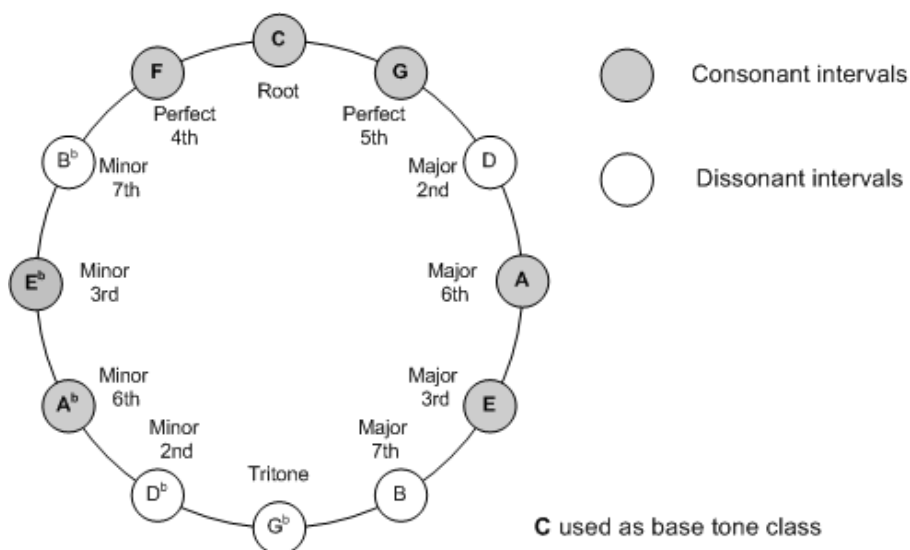 C
Root
F
Perfect
4th
G
Perfect
5th
Consonant intervals
B♭
Minor
7th
D
Major
2nd
Dissonant intervals
E♭
Minor
3rd
A
Major
6th
A♭
Minor
6th
E
Major
3rd
D♭
Minor
2nd
B
Major
7th
Tritone
G♭
C used as base tone class